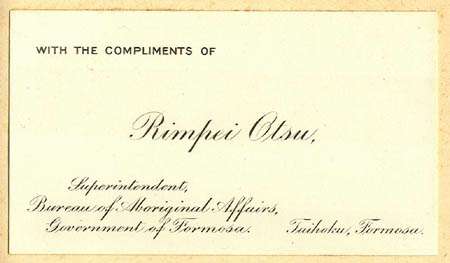 WITH THE COMPLIMENTS OF
Rimpei Otsu,
Superintendent,
Bureau of Aboriginal Affairs,
Government of Formosa. Taihoku, Formosa.